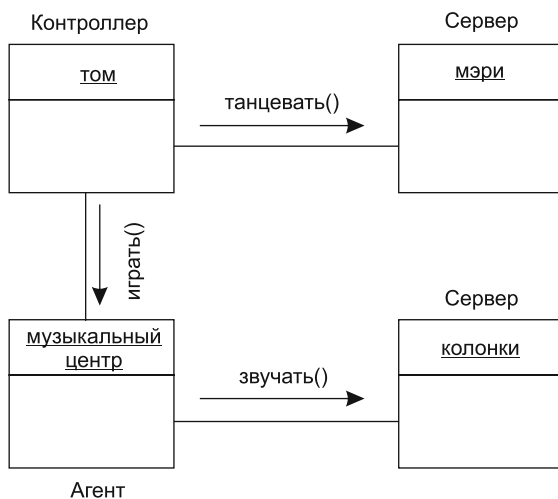 Контроллер
Сервер
том
мэри
танцевать()
играть()
Сервер
музыкальный
центр
колонки
звучать()
Агент